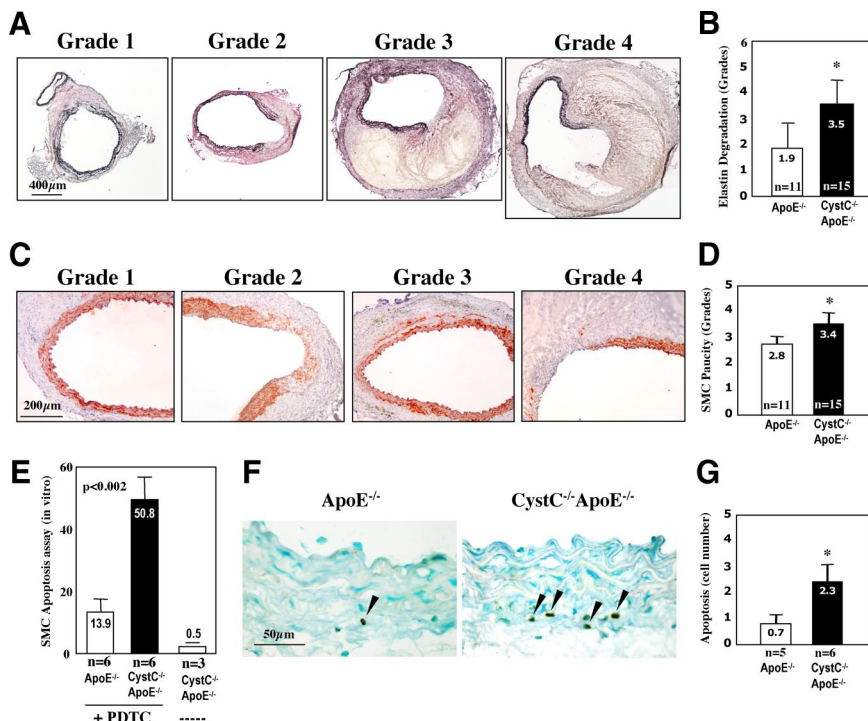 A
Grade 1
Grade 2
Grade 3
Grade 4
400µm
B
Elastin Degradation (Grades)
6
5
4
3
2
1
0
*
1.9
3.5
n=11
n=15
ApoE-/-
CystC-/-
ApoE-/-
C
Grade 1
Grade 2
Grade 3
Grade 4
200µm
D
SMC Paucity (Grades)
5
4
3
2
1
0
*
2.8
3.4
n=11
n=15
ApoE-/-
CystC-/-
ApoE-/-
E
SMC Apoptosis assay (in vitro)
60
40
20
0
p<0.002
13.9
50.8
0.5
n=6
n=6
n=3
ApoE-/-
CystC-/-
ApoE-/-
CystC-/-
ApoE-/-
+ PDTC
-----
F
ApoE-/-
CystC-/-ApoE-/-
50µm
G
Apoptosis (cell number)
5
4
3
2
1
0
*
0.7
2.3
n=5
n=6
ApoE-/-
CystC-/-
ApoE-/-